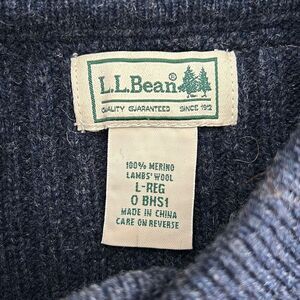 L.L.Bean®
QUALITY GUARANTEED SINCE 1912
100% MERINO
LAMBS' WOOL
L-REG
0 BHS1
MADE IN CHINA
CARE ON REVERSE